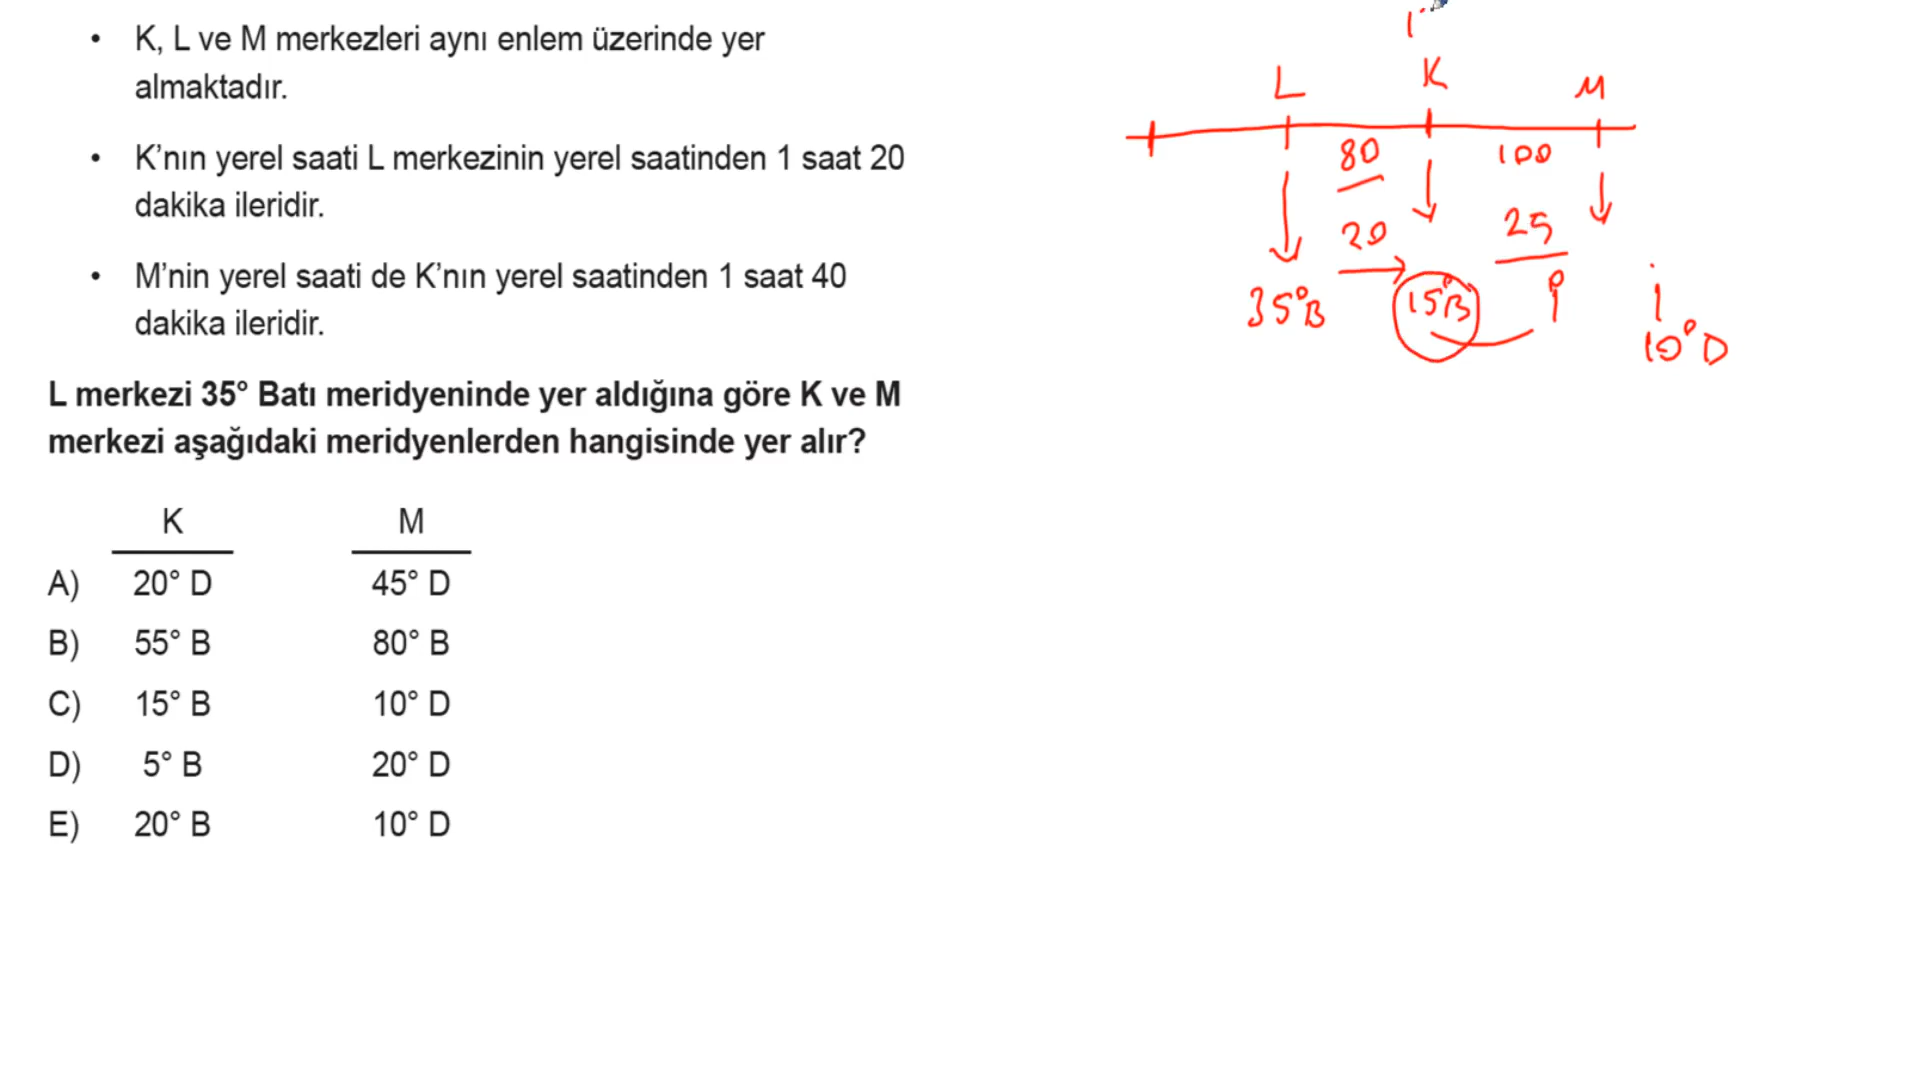 • K, L ve M merkezleri aynı enlem üzerinde yer
almaktadır.
• K’nın yerel saati L merkezinin yerel saatinden 1 saat 20
dakika ileridir.
• M’nin yerel saati de K’nın yerel saatinden 1 saat 40
dakika ileridir.
L merkezi 35° Batı meridyeninde yer aldığına göre K ve M
merkezi aşağıdaki meridyenlerden hangisinde yer alır?
K M
A) 20° D 45° D
B) 55° B 80° B
C) 15° B 10° D
D) 5° B 20° D
E) 20° B 10° D
L K M
80 100
20 25
35°B 15°B
10°D